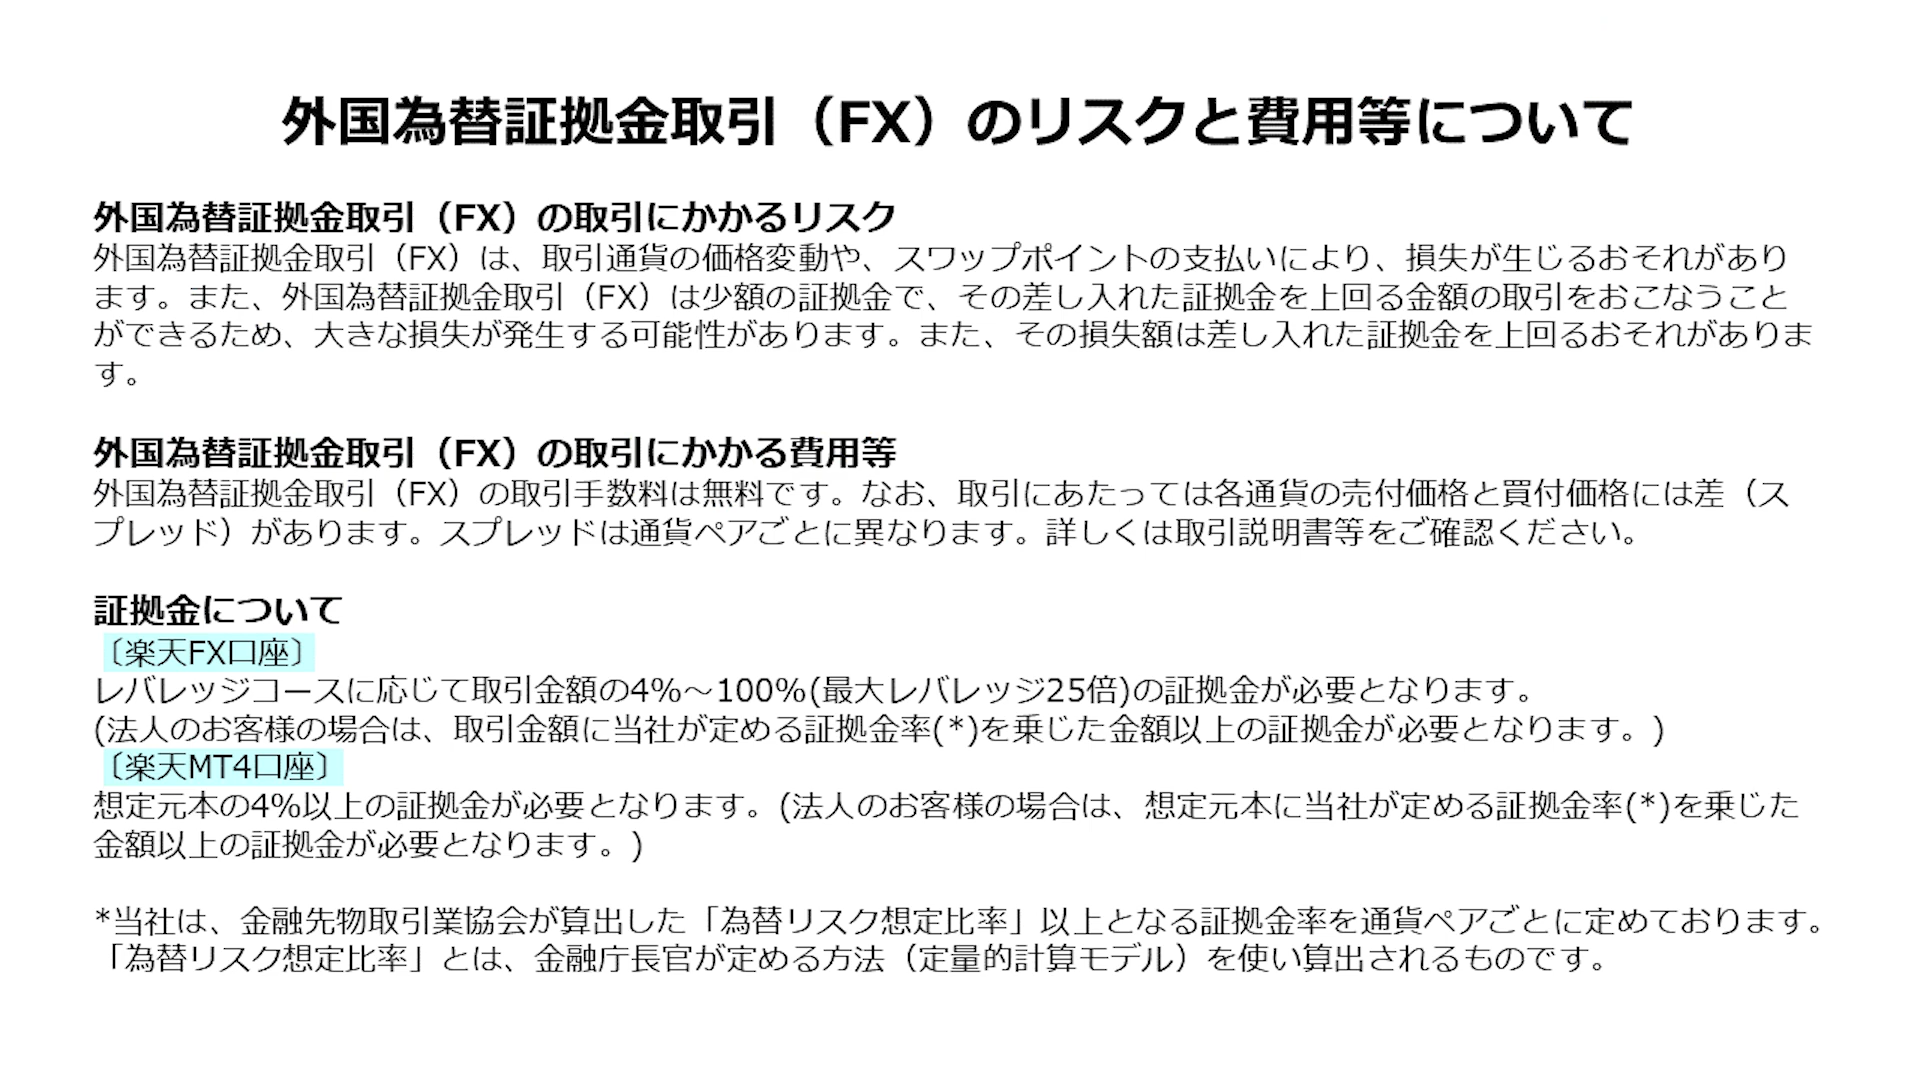 外国為替証拠金取引（FX）のリスクと費用等について
外国為替証拠金取引（FX）の取引にかかるリスク
外国為替証拠金取引（FX）は、取引通貨の価格変動や、スワップポイントの支払いにより、損失が生じるおそれがあり
ます。また、外国為替証拠金取引（FX）は少額の証拠金で、その差し入れた証拠金を上回る金額の取引をおこなうこと
ができるため、大きな損失が発生する可能性があります。また、その損失額は差し入れた証拠金を上回るおそれがありま
す。
外国為替証拠金取引（FX）の取引にかかる費用等
外国為替証拠金取引（FX）の取引手数料は無料です。なお、取引にあたっては各通貨の売付価格と買付価格には差（ス
プレッド）があります。スプレッドは通貨ペアごとに異なります。詳しくは取引説明書等をご確認ください。
証拠金について
〔楽天FX口座〕
レバレッジコースに応じて取引金額の4%～100%(最大レバレッジ25倍)の証拠金が必要となります。
(法人のお客様の場合は、取引金額に当社が定める証拠金率(*)を乗じた金額以上の証拠金が必要となります。)
〔楽天MT4口座〕
想定元本の4%以上の証拠金が必要となります。(法人のお客様の場合は、想定元本に当社が定める証拠金率(*)を乗じた
金額以上の証拠金が必要となります。)
*当社は、金融先物取引業協会が算出した「為替リスク想定比率」以上となる証拠金率を通貨ペアごとに定めております。
「為替リスク想定比率」とは、金融庁長官が定める方法（定量的計算モデル）を使い算出されるものです。